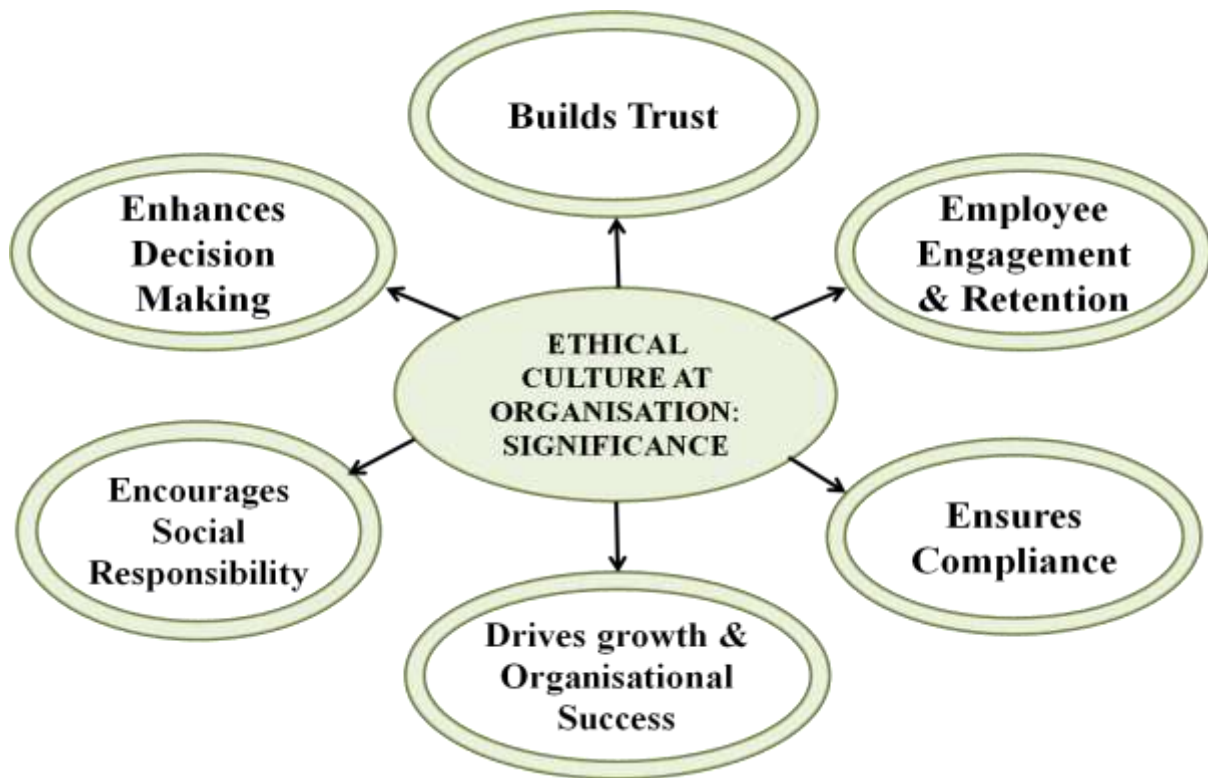 Builds Trust
Enhances
Decision
Making
Employee
Engagement
& Retention
ETHICAL
CULTURE AT
ORGANISATION:
SIGNIFICANCE
Encourages
Social
Responsibility
Ensures
Compliance
Drives growth &
Organisational
Success